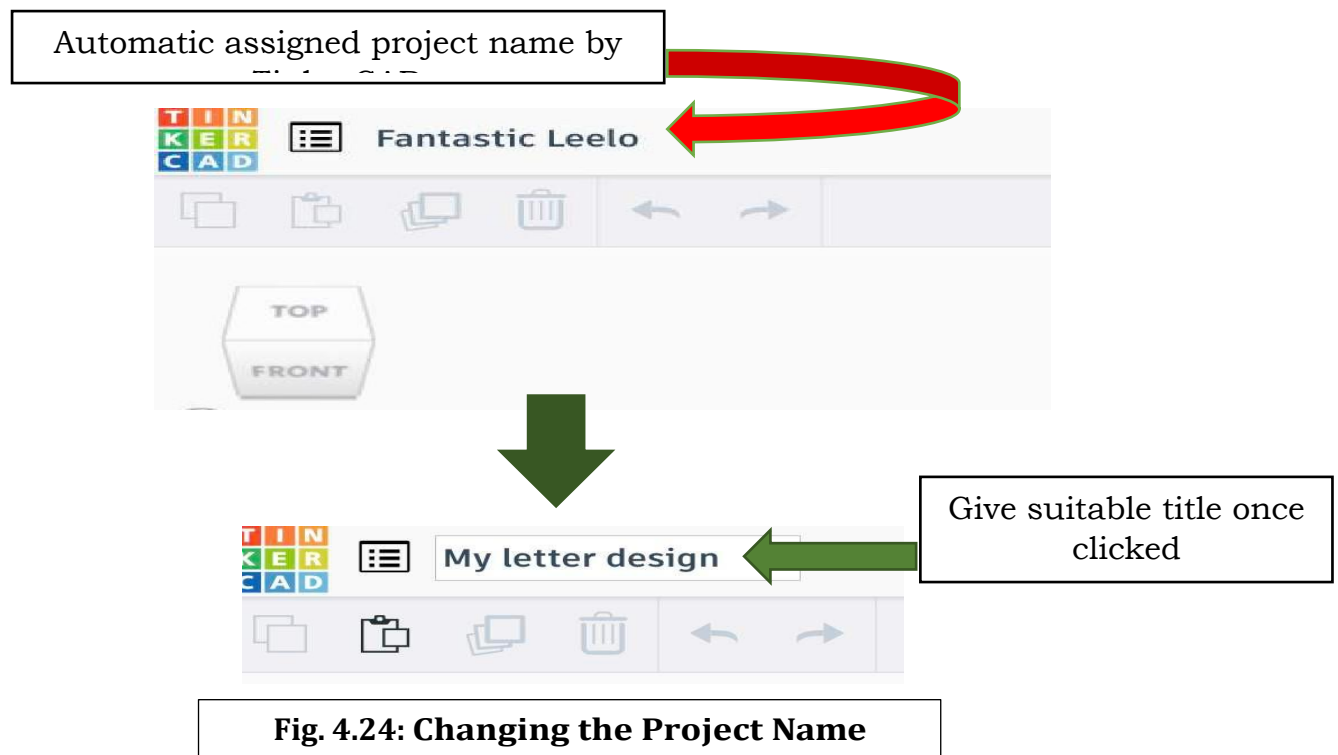 Automatic assigned project name by
TIN
KER
CAD
Fantastic Leelo
TOP
FRONT
TIN
KER
CAD
My letter design
Give suitable title once
clicked
Fig. 4.24: Changing the Project Name